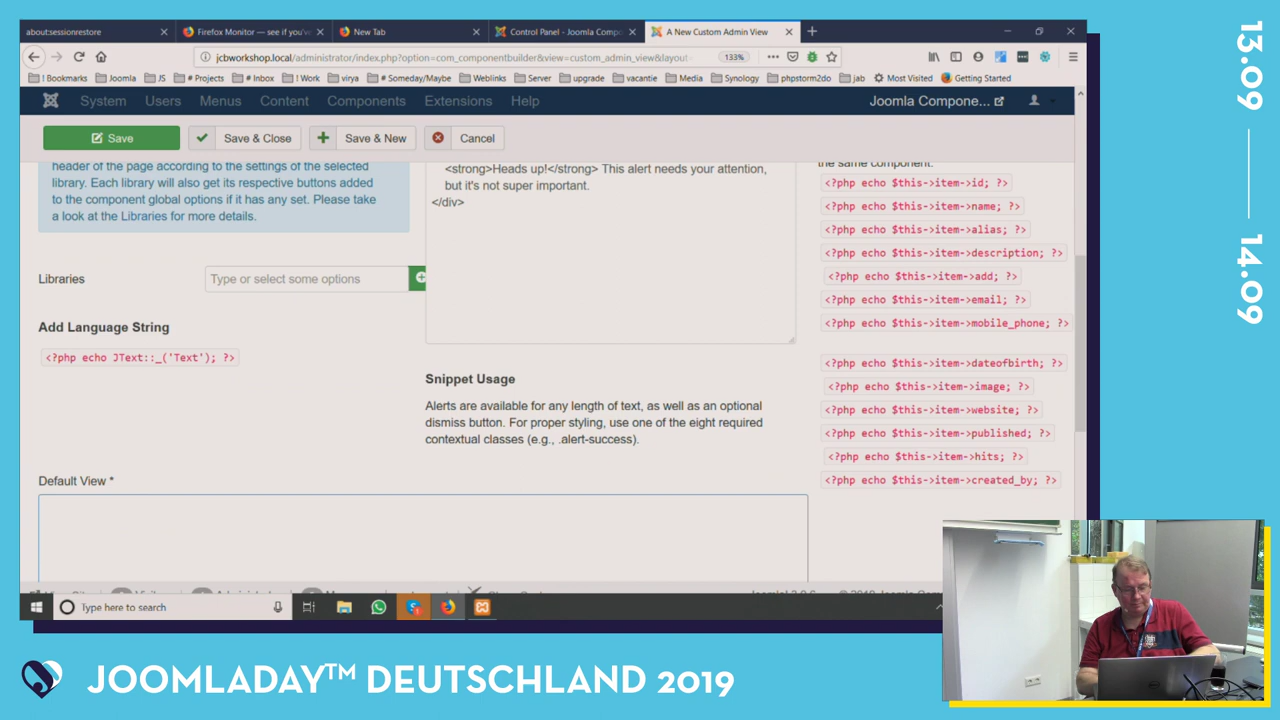 about:sessionrestore
Firefox Monitor — see if you'v
New Tab
Control Panel - Joomla Compo
A New Custom Admin View
jcbworkshop.local/administrator/index.php?option=com_componentbuilder&view=custom_admin_view&layout
133%
! Bookmarks
Joomla
JS
# Projects
# Inbox
! Work
virya
# Someday/Maybe
Weblinks
Server
upgrade
vacantie
Media
Synology
phpstorm2do
jab
Most Visited
Getting Started
System
Users
Menus
Content
Components
Extensions
Help
Joomla Compone...
Save
Save & Close
Save & New
Cancel
header of the page according to the settings of the selected
library. Each library will also get its respective buttons added
to the component global options if it has any set. Please take
a look at the Libraries for more details.
Libraries
Type or select some options
Add Language String
<?php echo JText::_('Text'); ?>
<strong>Heads up!</strong> This alert needs your attention,
but it's not super important.
</div>
Snippet Usage
Alerts are available for any length of text, as well as an optional
dismiss button. For proper styling, use one of the eight required
contextual classes (e.g., .alert-success).
Default View *
the same component.
<?php echo $this->item->id; ?>
<?php echo $this->item->name; ?>
<?php echo $this->item->alias; ?>
<?php echo $this->item->description; ?>
<?php echo $this->item->add; ?>
<?php echo $this->item->email; ?>
<?php echo $this->item->mobile_phone; ?>
<?php echo $this->item->dateofbirth; ?>
<?php echo $this->item->image; ?>
<?php echo $this->item->website; ?>
<?php echo $this->item->published; ?>
<?php echo $this->item->hits; ?>
<?php echo $this->item->created_by; ?>
Type here to search
13.09
14.09
JOOMLADAY™ DEUTSCHLAND 2019